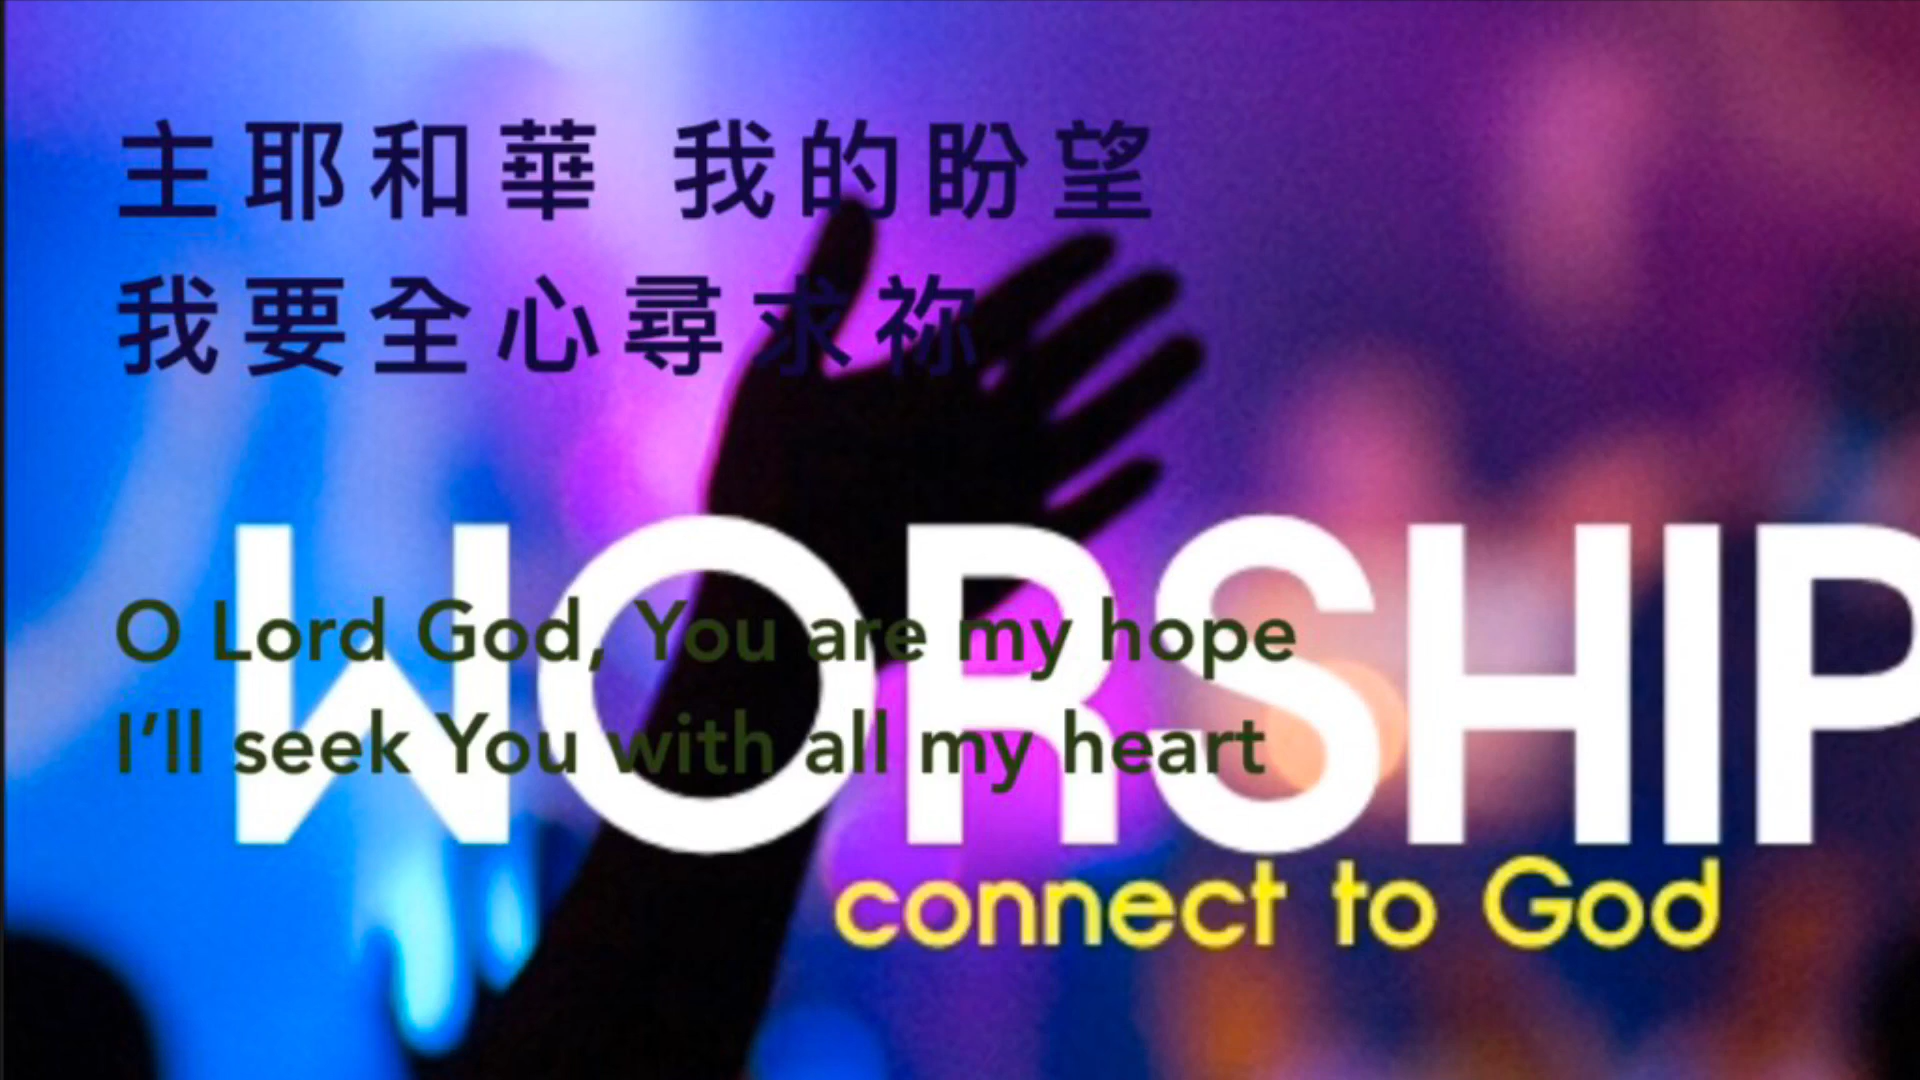 主耶和華 我的盼望
我要全心尋求祢
O Lord God, You are my hope
I’ll seek You with all my heart
WORSHIP
connect to God